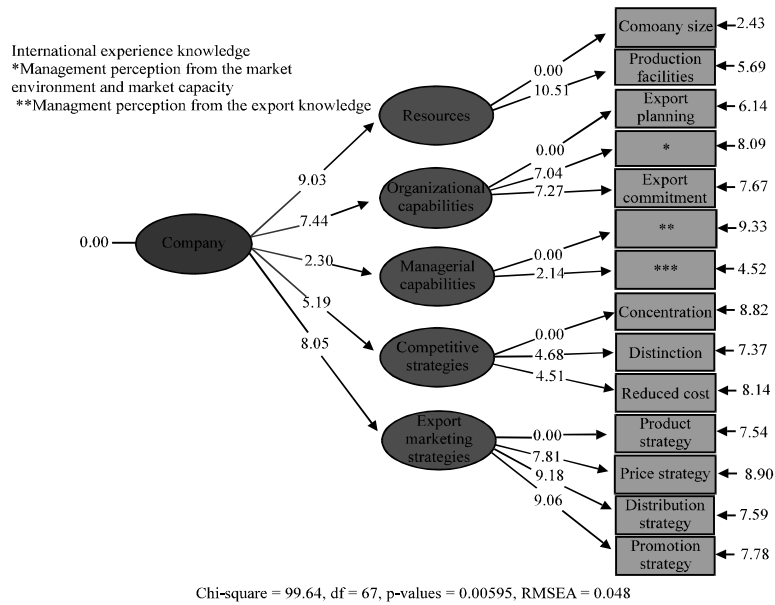 International experience knowledge
*Management perception from the market
environment and market capacity
**Managment perception from the export knowledge
0.00
Company
9.03
7.44
2.30
5.19
8.05
Resources
0.00
10.51
Comoany size
2.43
Production
facilities
5.69
Organizational
capabilities
0.00
7.04
7.27
Export
planning
6.14
*
8.09
Export
commitment
7.67
Managerial
capabilities
0.00
2.14
**
9.33
***
4.52
Competitive
strategies
0.00
4.68
4.51
Concentration
8.82
Distinction
7.37
Reduced cost
8.14
Export
marketing
strategies
0.00
7.81
9.18
9.06
Product
strategy
7.54
Price strategy
8.90
Distribution
strategy
7.59
Promotion
strategy
7.78
Chi-square = 99.64, df = 67, p-values = 0.00595, RMSEA = 0.048